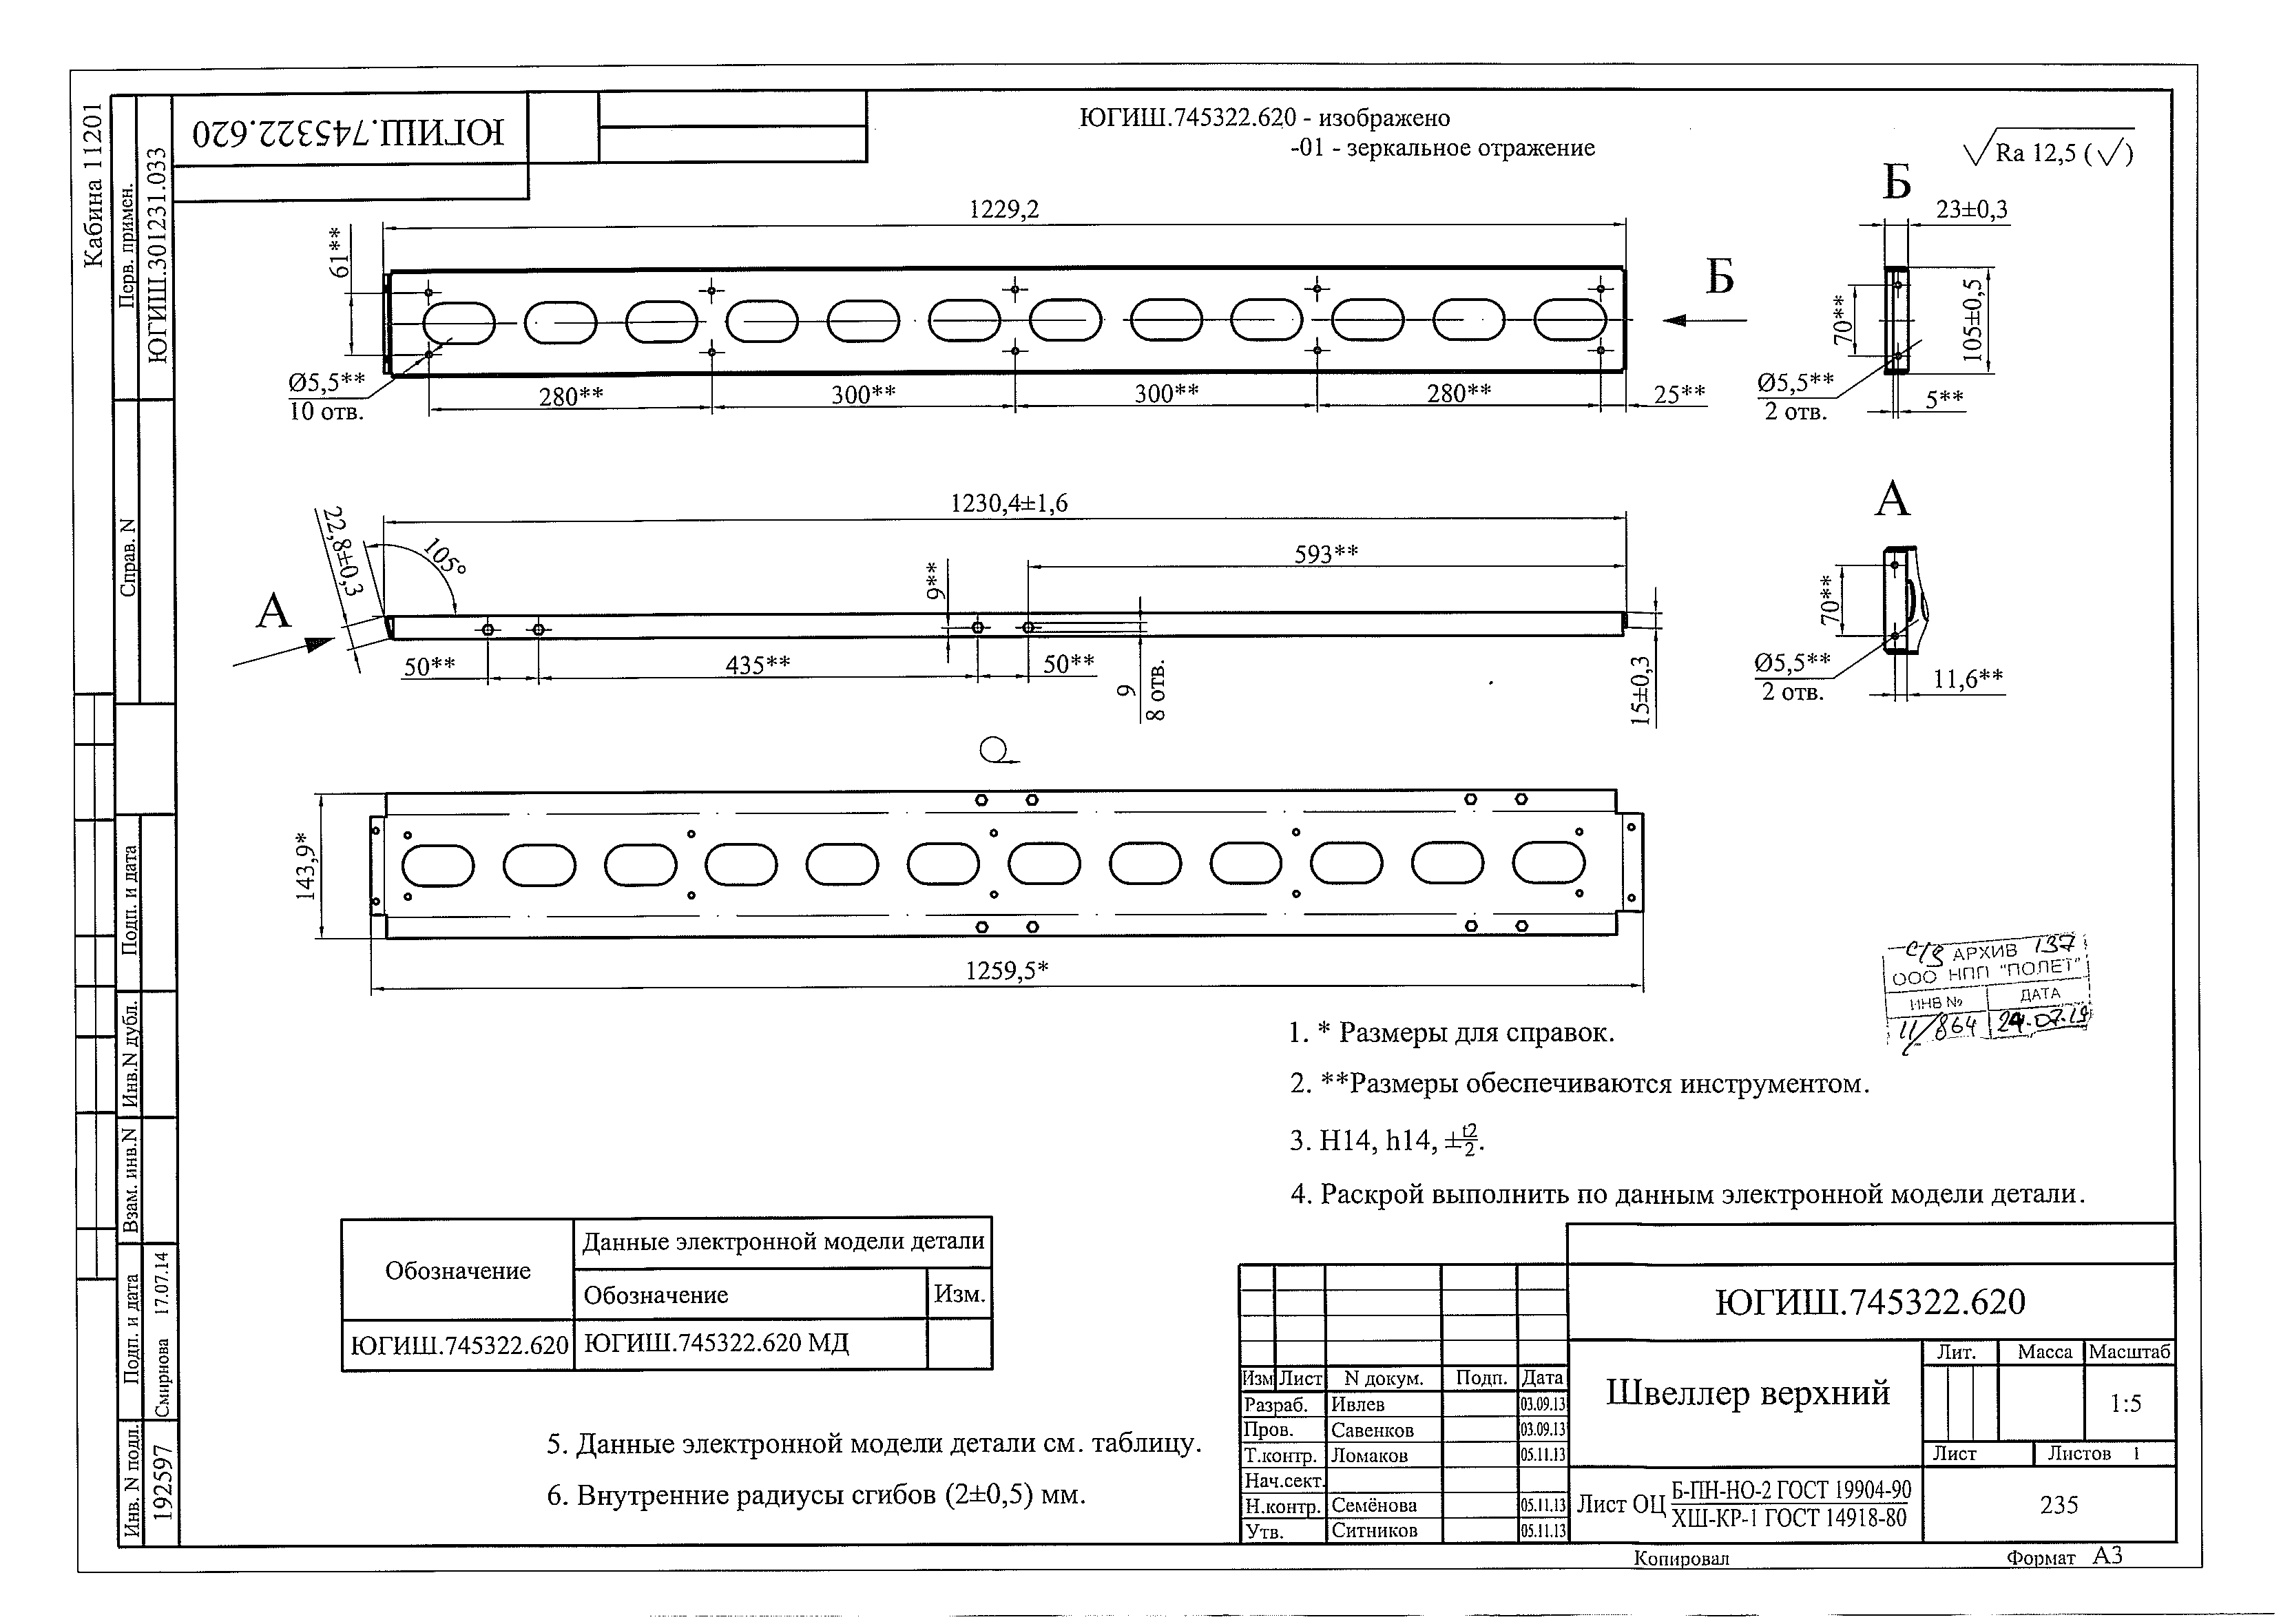 Кабина 11201
Перв. примен.
ЮГИШ.301231.033
Справ. N
Подп. и дата
Инв.N дубл.
Взам. инв.N
Подп. и дата
Смирнова 17.07.14
Инв. N подл.
192597
ЮГИШ.745322.620
ЮГИШ.745322.620 - изображено
-01 - зеркальное отражение
Ra 12,5 (√)
1229,2
61**
Ø5,5**
10 отв.
280**
300**
300**
280**
25**
Б
Б
23±0,3
70**
105±0,5
Ø5,5**
2 отв.
5**
1230,4±1,6
22,8±0,3
105°
593**
9**
А
50**
435**
50**
9
8 отв.
15±0,3
А
70**
Ø5,5**
2 отв.
11,6**
143,9*
1259,5*
с/з АРХИВ 137
ООО НПП "ПОЛЕТ"
ИНВ № ДАТА
11/864 24.07.19
1. * Размеры для справок.
2. **Размеры обеспечиваются инструментом.
3. H14, h14, ±t2/2.
4. Раскрой выполнить по данным электронной модели детали.
Обозначение
Данные электронной модели детали
Обозначение Изм.
ЮГИШ.745322.620 ЮГИШ.745322.620 МД
5. Данные электронной модели детали см. таблицу.
6. Внутренние радиусы сгибов (2±0,5) мм.
Изм Лист N докум. Подп. Дата
Разраб. Ивлев 03.09.13
Пров. Савенков 03.09.13
Т.контр. Ломаков 05.11.13
Нач.сект.
Н.контр. Семёнова 05.11.13
Утв. Ситников 05.11.13
ЮГИШ.745322.620
Швеллер верхний
Лит. Масса Масштаб
1:5
Лист Листов 1
Лист ОЦ Б-ПН-НО-2 ГОСТ 19904-90
ХШ-КР-1 ГОСТ 14918-80
235
Копировал Формат А3